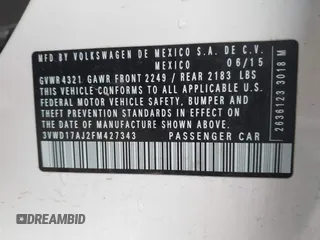 MFD. BY VOLKSWAGEN DE MEXICO S.A. DE C.V.
MEXICO 06/15
GVWR 4321 GAWR FRONT 2249 / REAR 2183 LBS
THIS VEHICLE CONFORMS TO ALL APPLICABLE
FEDERAL MOTOR VEHICLE SAFETY, BUMPER AND
THEFT PREVENTION STANDARDS IN EFFECT ON THE
DATE OF MANUFACTURE SHOWN ABOVE.
3VWD17AJ2FM427343 PASSENGER CAR
2636123 3018 M
DREAMBID